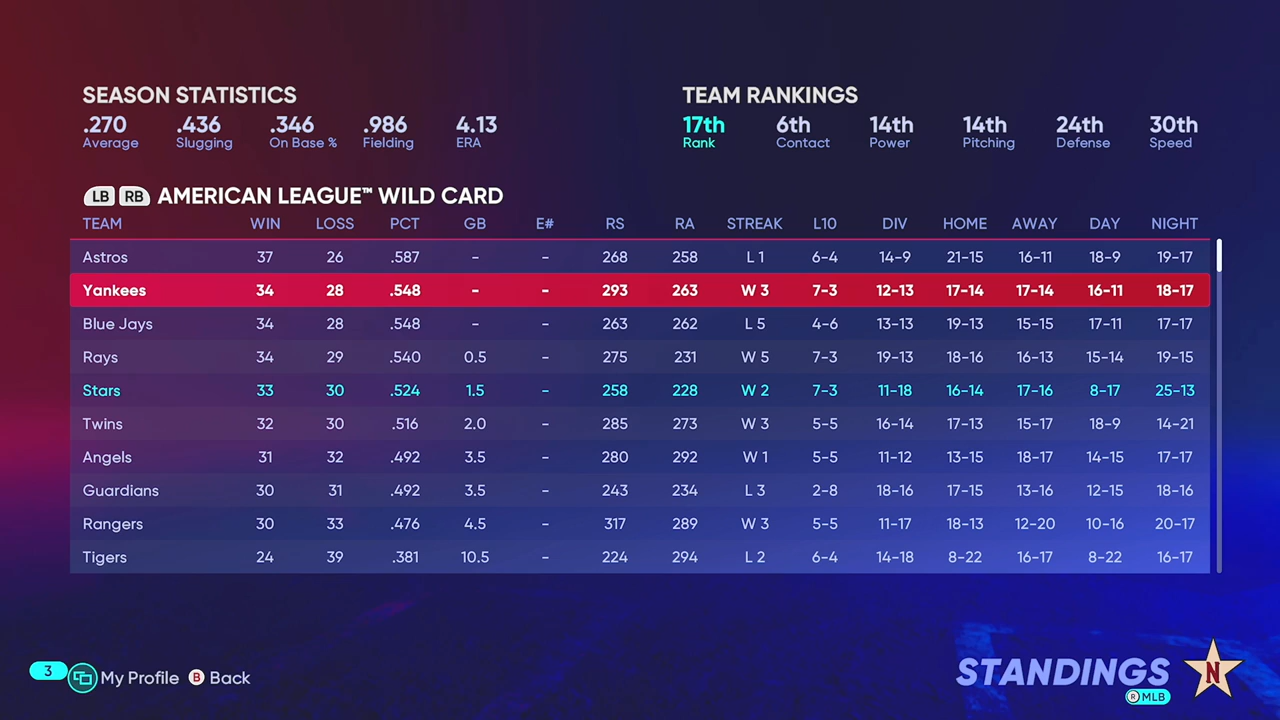 SEASON STATISTICS TEAM RANKINGS
.270 .436 .346 .986 4.13 17th 6th 14th 14th 24th 30th
Average Slugging On Base % Fielding ERA Rank Contact Power Pitching Defense Speed
LB RB AMERICAN LEAGUE™ WILD CARD
TEAM WIN LOSS PCT GB E# RS RA STREAK L10 DIV HOME AWAY DAY NIGHT
Astros 37 26 .587 - - 268 258 L 1 6-4 14-9 21-15 16-11 18-9 19-17
Yankees 34 28 .548 - - 293 263 W 3 7-3 12-13 17-14 17-14 16-11 18-17
Blue Jays 34 28 .548 - - 263 262 L 5 4-6 13-13 19-13 15-15 17-11 17-17
Rays 34 29 .540 0.5 - 275 231 W 5 7-3 19-13 18-16 16-13 15-14 19-15
Stars 33 30 .524 1.5 - 258 228 W 2 7-3 11-18 16-14 17-16 8-17 25-13
Twins 32 30 .516 2.0 - 285 273 W 3 5-5 16-14 17-13 15-17 18-9 14-21
Angels 31 32 .492 3.5 - 280 292 W 1 5-5 11-12 13-15 18-17 14-15 17-17
Guardians 30 31 .492 3.5 - 243 234 L 3 2-8 18-16 17-15 13-16 12-15 18-16
Rangers 30 33 .476 4.5 - 317 289 W 3 5-5 11-17 18-13 12-20 10-16 20-17
Tigers 24 39 .381 10.5 - 224 294 L 2 6-4 14-18 8-22 16-17 8-22 16-17
3 My Profile B Back
STANDINGS N
R MLB